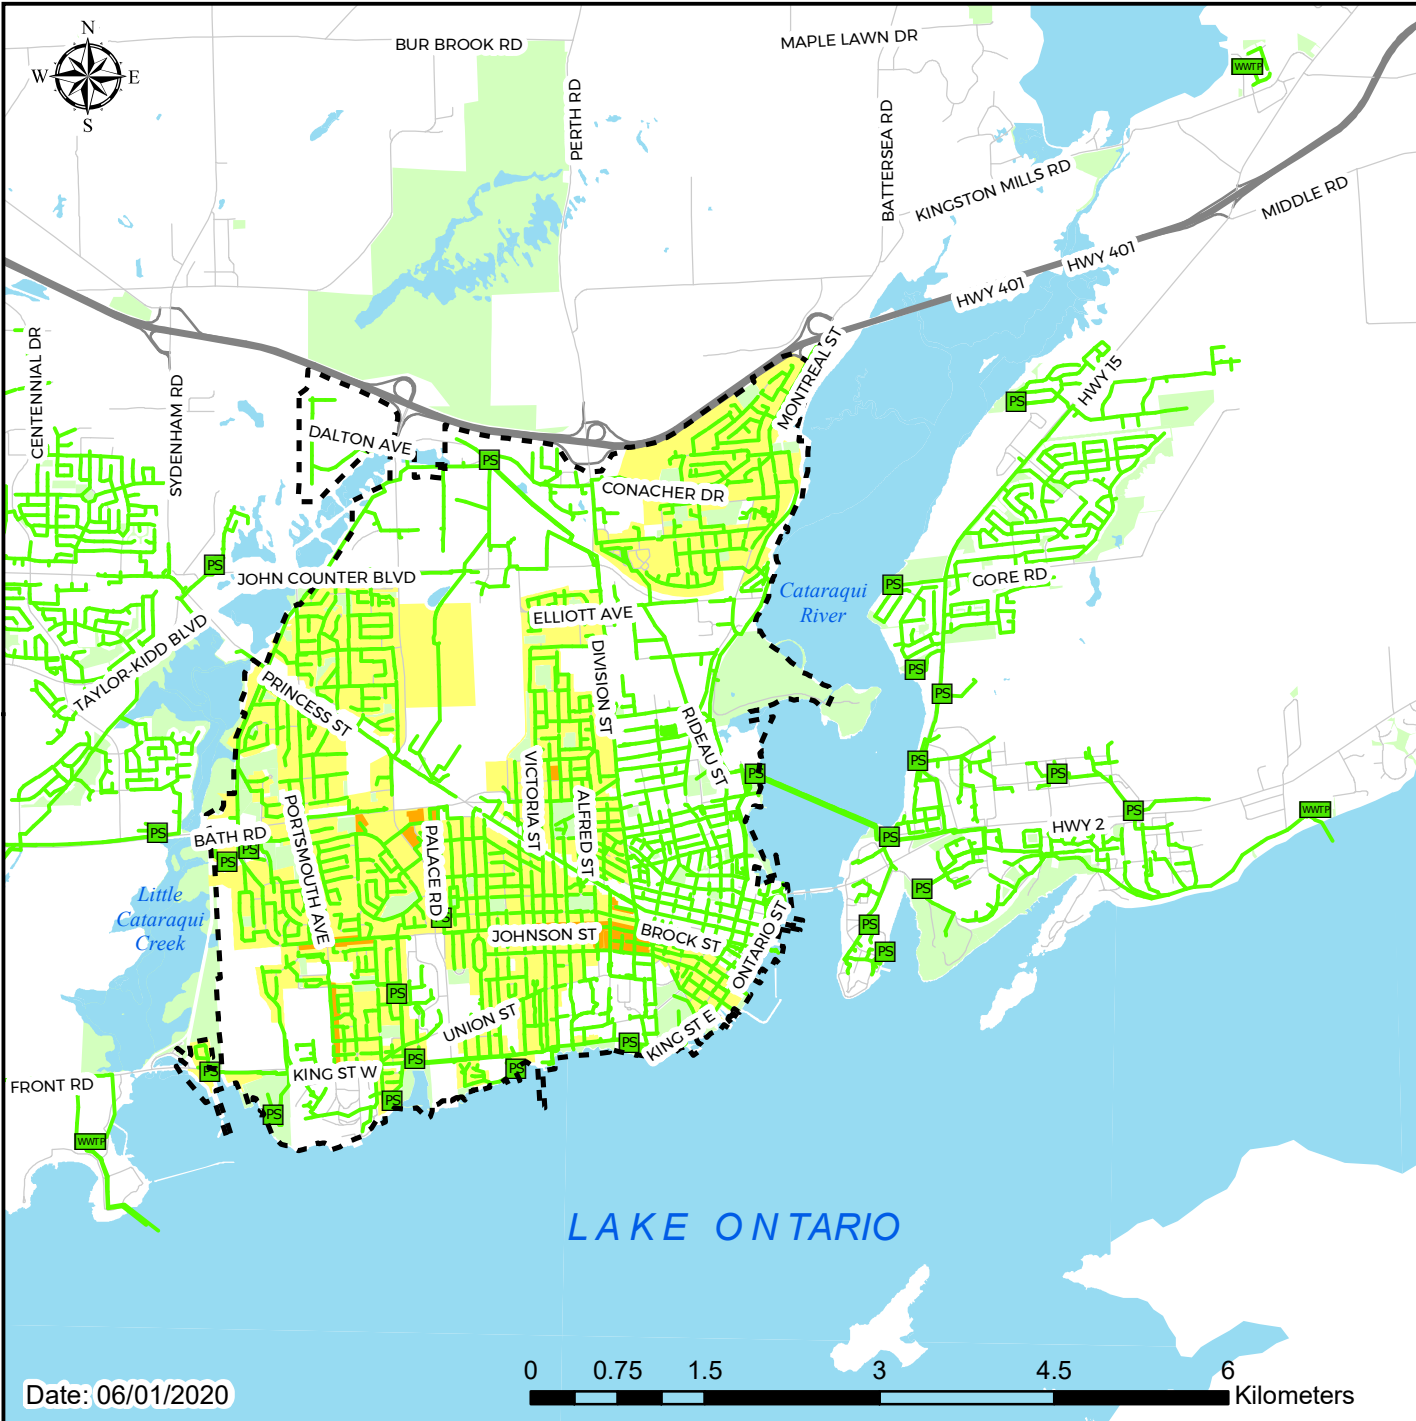 N
W E
S
BUR BROOK RD
MAPLE LAWN DR
WWTP
PERTH RD
BATTERSEA RD
KINGSTON MILLS RD
MIDDLE RD
HWY 401
HWY 401
CENTENNIAL DR
SYDENHAM RD
MONTREAL ST
HWY 15
PS
DALTON AVE
PS
CONACHER DR
PS
JOHN COUNTER BLVD
GORE RD
PS
Cataraqui
River
ELLIOTT AVE
TAYLOR-KIDD BLVD
DIVISION ST
PS
PRINCESS ST
PS
RIDEAU ST
VICTORIA ST
PS
PS
PS
ALFRED ST
PORTSMOUTH AVE
PALACE RD
PS
WWTP
HWY 2
PS
BATH RD
PS
PS
PS
PS
Little
Cataraqui
Creek
PS
JOHNSON ST
BROCK ST
ONTARIO ST
PS
PS
PS
UNION ST
KING ST E
PS
PS
PS
PS
KING ST W
FRONT RD
PS
PS
WWTP
LAKE ONTARIO
0 0.75 1.5 3 4.5 6
Kilometers
Date: 06/01/2020